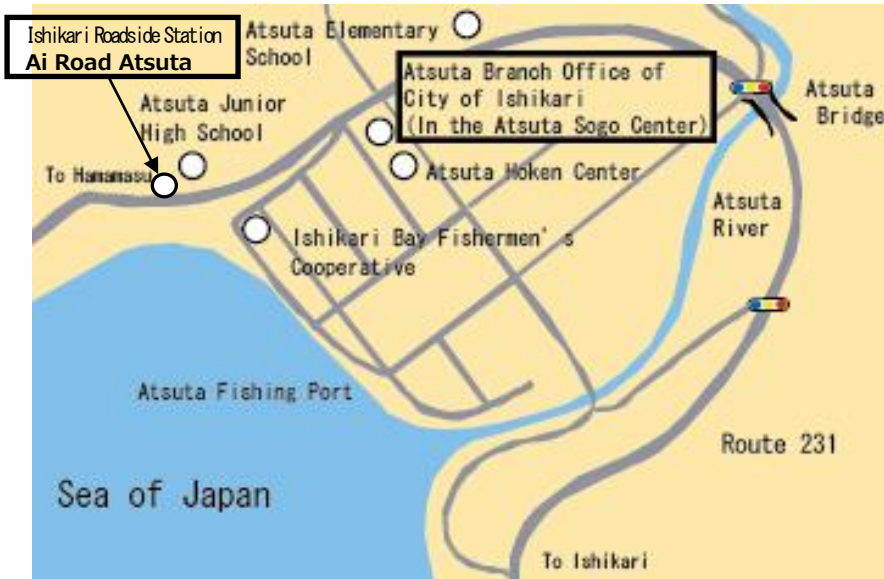 Ishikari Roadside Station
Ai Road Atsuta
Atsuta Elementary
School
Atsuta Branch Office of
City of Ishikari
(In the Atsuta Sogo Center)
Atsuta
Bridge
Atsuta Junior
High School
To Hamamasu
Atsuta Hoken Center
Atsuta
River
Ishikari Bay Fishermen's
Cooperative
Atsuta Fishing Port
Route 231
Sea of Japan
To Ishikari